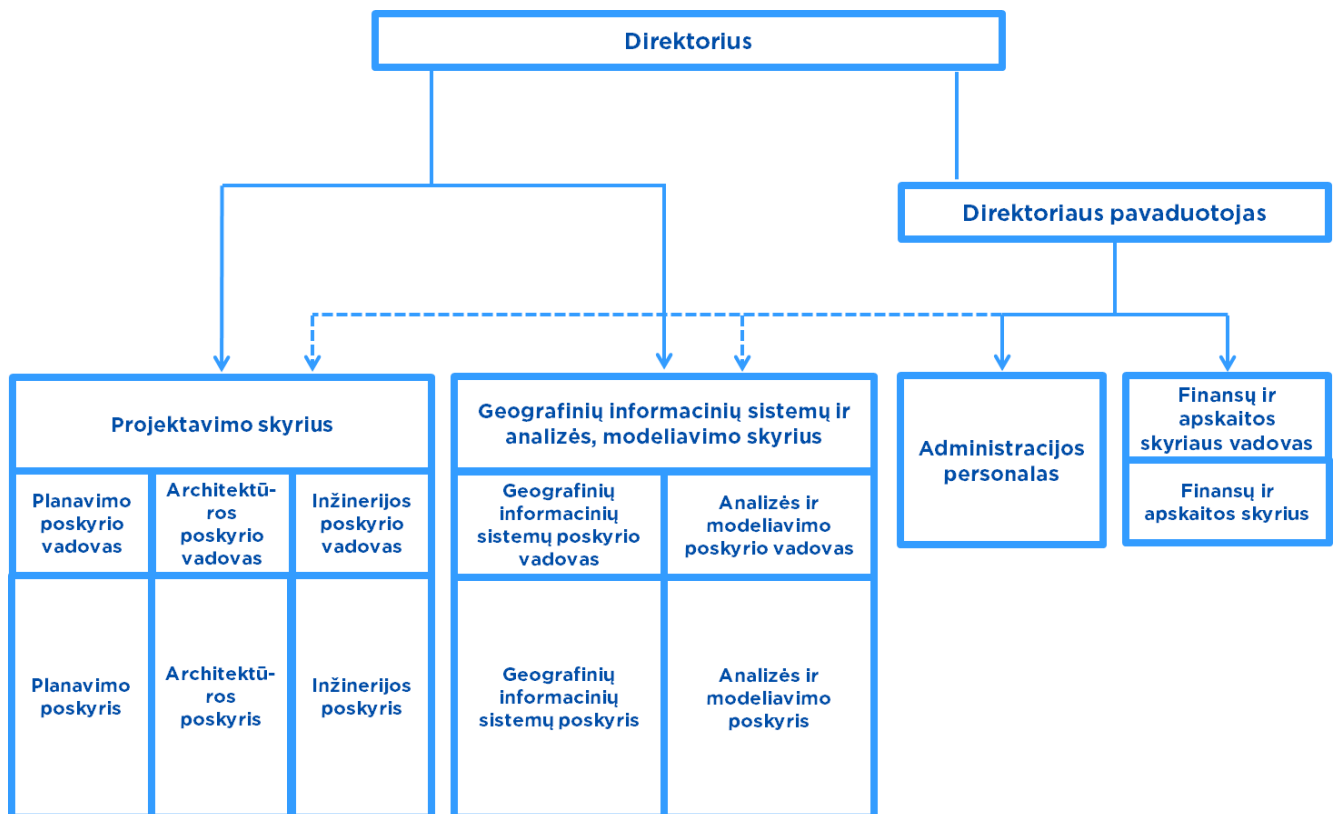 Direktorius
Direktoriaus pavaduotojas
Projektavimo skyrius
Geografinių informacinių sistemų ir
analizės, modeliavimo skyrius
Administracijos
personalas
Finansų ir
apskaitos
skyriaus vadovas
Finansų ir
apskaitos skyrius
Planavimo
poskyrio
vadovas
Architektū-
ros
poskyrio
vadovas
Inžinerijos
poskyrio
vadovas
Geografinių
informacinių
sistemų poskyrio
vadovas
Analizės ir
modeliavimo
poskyrio vadovas
Planavimo
poskyris
Architektū-
ros
poskyris
Inžinerijos
poskyris
Geografinių
informacinių
sistemų poskyris
Analizės ir
modeliavimo
poskyris